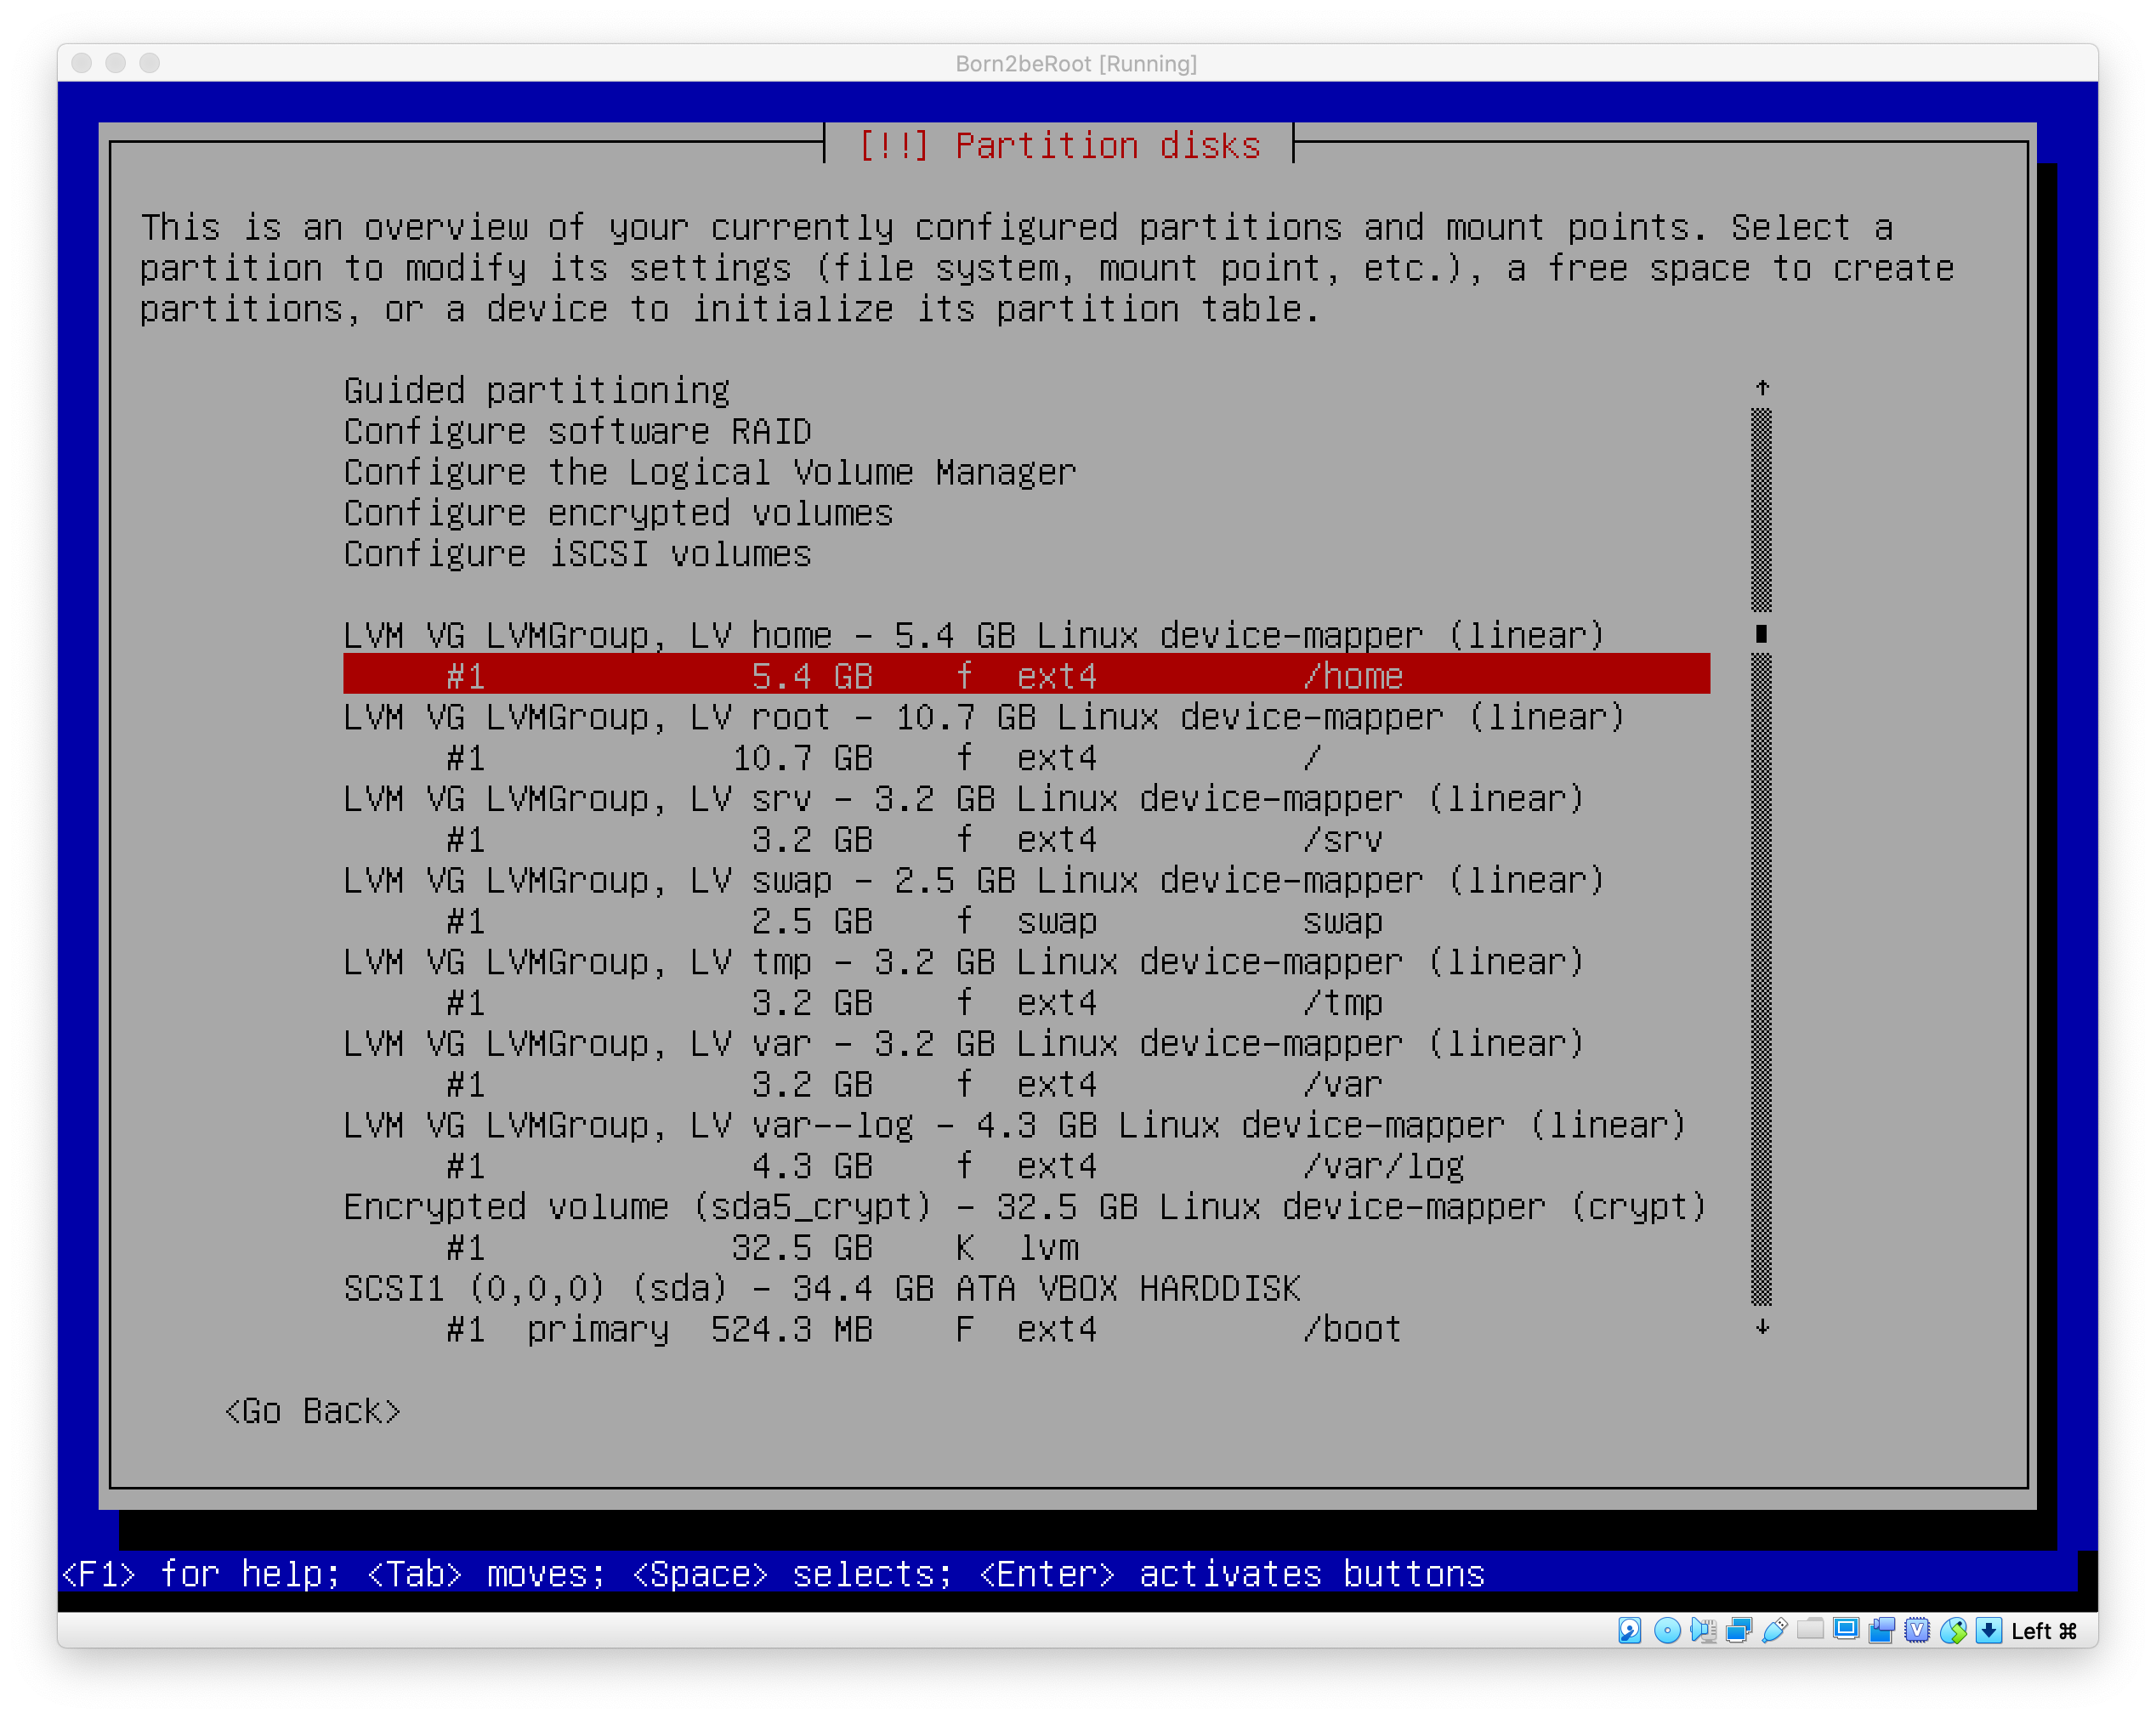 Born2beRoot [Running]
[!!] Partition disks
This is an overview of your currently configured partitions and mount points. Select a
partition to modify its settings (file system, mount point, etc.), a free space to create
partitions, or a device to initialize its partition table.
Guided partitioning
Configure software RAID
Configure the Logical Volume Manager
Configure encrypted volumes
Configure iSCSI volumes
LVM VG LVMGroup, LV home - 5.4 GB Linux device-mapper (linear)
#1 5.4 GB f ext4 /home
LVM VG LVMGroup, LV root - 10.7 GB Linux device-mapper (linear)
#1 10.7 GB f ext4 /
LVM VG LVMGroup, LV srv - 3.2 GB Linux device-mapper (linear)
#1 3.2 GB f ext4 /srv
LVM VG LVMGroup, LV swap - 2.5 GB Linux device-mapper (linear)
#1 2.5 GB f swap swap
LVM VG LVMGroup, LV tmp - 3.2 GB Linux device-mapper (linear)
#1 3.2 GB f ext4 /tmp
LVM VG LVMGroup, LV var - 3.2 GB Linux device-mapper (linear)
#1 3.2 GB f ext4 /var
LVM VG LVMGroup, LV var--log - 4.3 GB Linux device-mapper (linear)
#1 4.3 GB f ext4 /var/log
Encrypted volume (sda5_crypt) - 32.5 GB Linux device-mapper (crypt)
#1 32.5 GB K lvm
SCSI1 (0,0,0) (sda) - 34.4 GB ATA VBOX HARDDISK
#1 primary 524.3 MB F ext4 /boot
<Go Back>
<F1> for help; <Tab> moves; <Space> selects; <Enter> activates buttons
Left ⌘